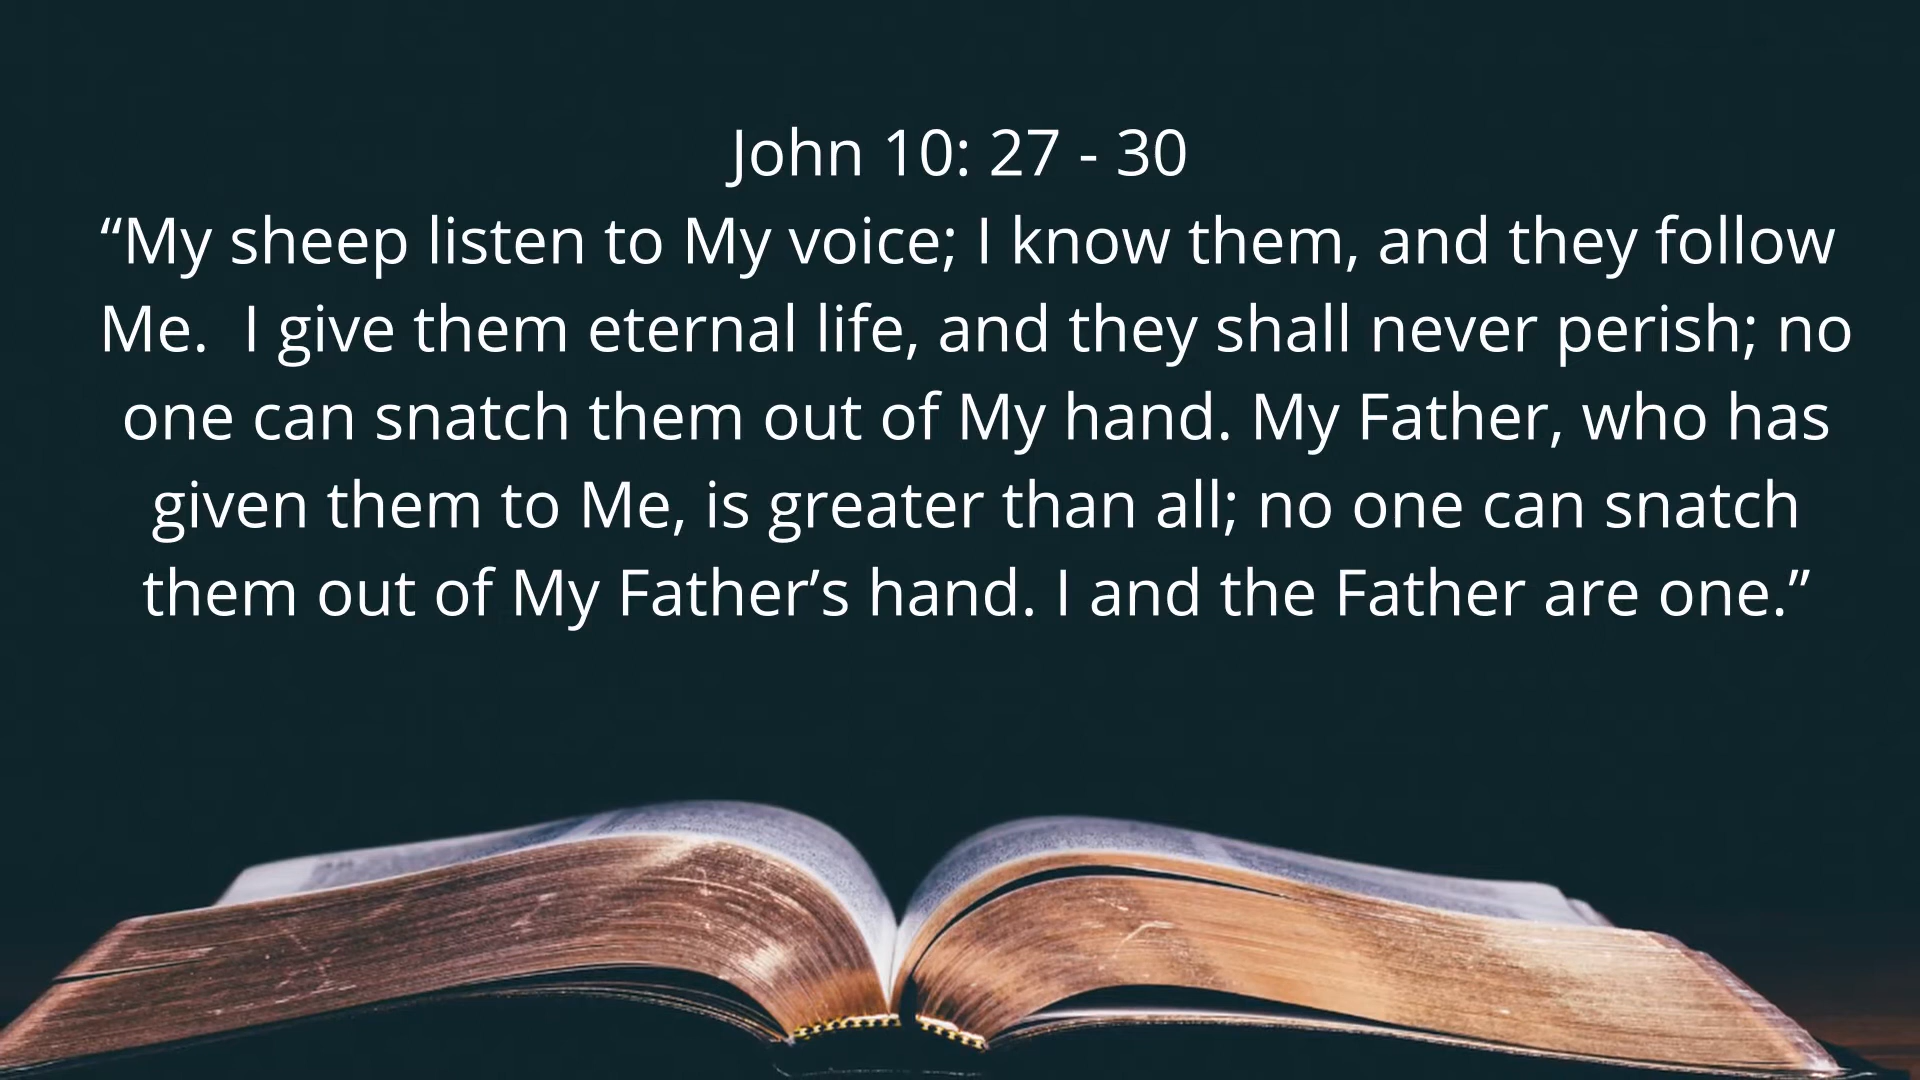 John 10: 27 - 30
“My sheep listen to My voice; I know them, and they follow
Me.  I give them eternal life, and they shall never perish; no
one can snatch them out of My hand. My Father, who has
given them to Me, is greater than all; no one can snatch
them out of My Father’s hand. I and the Father are one.”